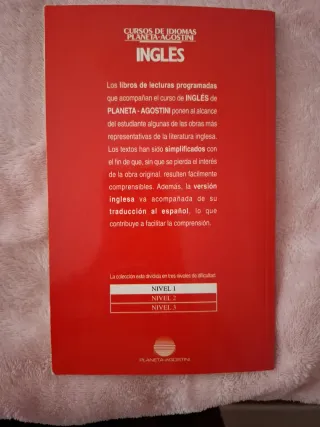 CURSOS DE IDIOMAS
PLANETA-AGOSTINI
INGLÉS
Los libros de lecturas programadas
que acompañan el curso de INGLÉS de
PLANETA - AGOSTINI ponen al alcance
del estudiante algunas de las obras más
representativas de la literatura inglesa.
Los textos han sido simplificados con
el fin de que, sin que se pierda el interés
de la obra original, resulten fácilmente
comprensibles. Además, la versión
inglesa va acompañada de su
traducción al español, lo que
contribuye a facilitar la comprensión.
La colección está dividida en tres niveles de dificultad:
NIVEL 1
NIVEL 2
NIVEL 3
PLANETA-AGOSTINI